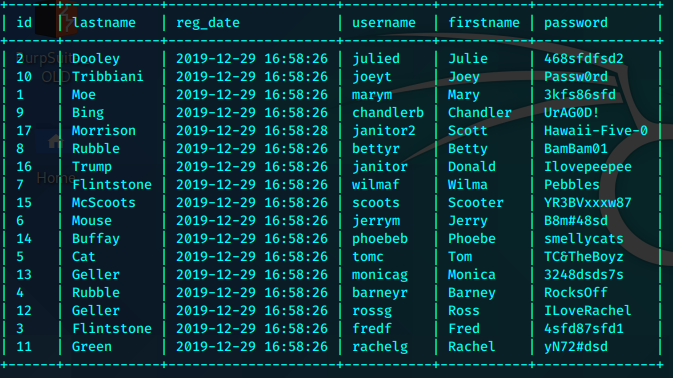 +------+------------+---------------------+-----------+-----------+--------------+
| id   | lastname   | reg_date            | username  | firstname | password     |
+------+------------+---------------------+-----------+-----------+--------------+
| 2    | Dooley     | 2019-12-29 16:58:26 | julied    | Julie     | 468sfdfsd2   |
| 10   | Tribbiani  | 2019-12-29 16:58:26 | joeyt     | Joey      | Passw0rd     |
| 1    | Moe        | 2019-12-29 16:58:26 | marym     | Mary      | 3kfs86sfd    |
| 9    | Bing       | 2019-12-29 16:58:26 | chandlerb | Chandler  | UrAG0D!      |
| 17   | Morrison   | 2019-12-29 16:58:28 | janitor2  | Scott     | Hawaii-Five-0 |
| 8    | Rubble     | 2019-12-29 16:58:26 | bettyr    | Betty     | BamBam01     |
| 16   | Trump      | 2019-12-29 16:58:26 | janitor   | Donald    | Ilovepeepee  |
| 7    | Flintstone | 2019-12-29 16:58:26 | wilmaf    | Wilma     | Pebbles      |
| 15   | McScoots   | 2019-12-29 16:58:26 | scoots    | Scooter   | YR3BVxxxw87  |
| 6    | Mouse      | 2019-12-29 16:58:26 | jerrym    | Jerry     | B8m#48sd     |
| 14   | Buffay     | 2019-12-29 16:58:26 | phoebeb   | Phoebe    | smellycats   |
| 5    | Cat        | 2019-12-29 16:58:26 | tomc      | Tom       | TC&TheBoyz   |
| 13   | Geller     | 2019-12-29 16:58:26 | monicag   | Monica    | 3248dsds7s   |
| 4    | Rubble     | 2019-12-29 16:58:26 | barneyr   | Barney    | RocksOff     |
| 12   | Geller     | 2019-12-29 16:58:26 | rossg     | Ross      | ILoveRachel  |
| 3    | Flintstone | 2019-12-29 16:58:26 | fredf     | Fred      | 4sfd87sfd1   |
| 11   | Green      | 2019-12-29 16:58:26 | rachelg   | Rachel    | yN72#dsd     |
+------+------------+---------------------+-----------+-----------+--------------+
OLD
Home